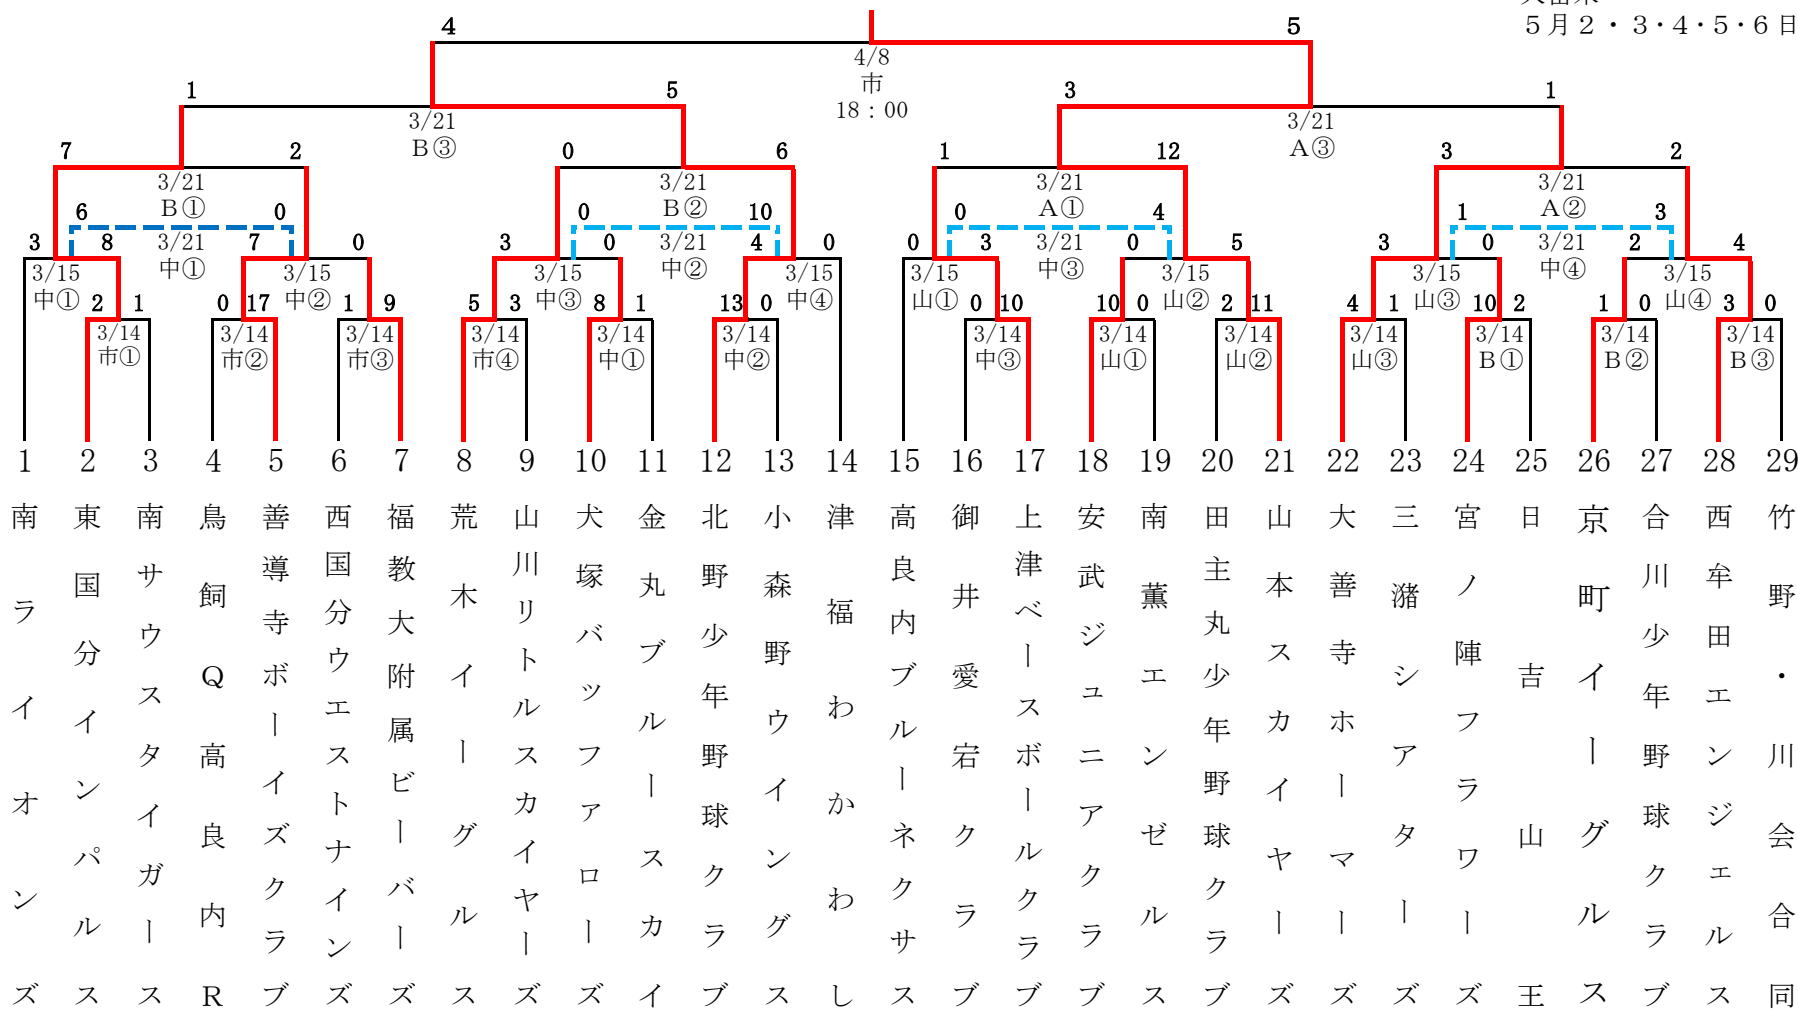 5月2・3・4・5・6日
4 5
4/8
市
18：00
1 5 3 1
3/21 3/21
B③ A③
7 2 0 6 1 12 3 2
3/21 3/21 3/21 3/21
B① B② A① A②
6 0 0 10 0 4 1 3
3 8 7 0 3 0 4 0 0 3 0 5 3 0 2 4
3/21 3/21 3/21 3/21
中① 中② 中③ 中④
3/15 3/15 3/15 3/15 3/15 3/15 3/15 3/15
中① 中② 中③ 中④ 山① 山② 山③ 山④
2 1 0 17 1 9 5 3 8 1 13 0 0 10 10 0 2 11 4 1 10 2 1 0 3 0
3/14 3/14 3/14 3/14 3/14 3/14 3/14 3/14 3/14 3/14 3/14 3/14 3/14
市① 市② 市③ 市④ 中① 中② 中③ 山① 山② 山③ B① B② B③
1 2 3 4 5 6 7 8 9 10 11 12 13 14 15 16 17 18 19 20 21 22 23 24 25 26 27 28 29
南ライオンズ
東国分インパルス
南サウスタイガース
鳥飼Q高良内R
善導寺ボーイズクラブ
西国分ウエストナインズ
福教大附属ビーバーズ
荒木イーグルス
山川リトルスカイヤーズ
犬塚バッファローズ
金丸ブルースカイ
北野少年野球クラブ
小森野ウイングス
津福わかわし
高良内ブルーネクサス
御井愛宕クラブ
上津ベースボールクラブ
安武ジュニアクラブ
南薫エンゼルス
田主丸少年野球クラブ
山本スカイヤーズ
大善寺ホーマーズ
三潴シアターズ
宮ノ陣フラワーズ
日吉山王
京町イーグルス
合川少年野球クラブ
西牟田エンジェルス
竹野・川会合同